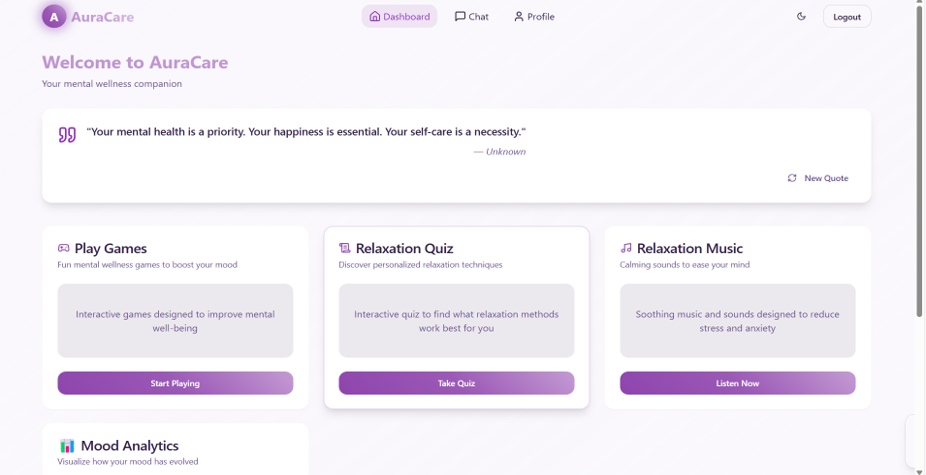 A AuraCare
Dashboard
Chat
Profile
Logout
Welcome to AuraCare
Your mental wellness companion
"Your mental health is a priority. Your happiness is essential. Your self-care is a necessity."
— Unknown
New Quote
Play Games
Fun mental wellness games to boost your mood
Interactive games designed to improve mental
well-being
Start Playing
Relaxation Quiz
Discover personalized relaxation techniques
Interactive quiz to find what relaxation methods
work best for you
Take Quiz
Relaxation Music
Calming sounds to ease your mind
Soothing music and sounds designed to reduce
stress and anxiety
Listen Now
Mood Analytics
Visualize how your mood has evolved